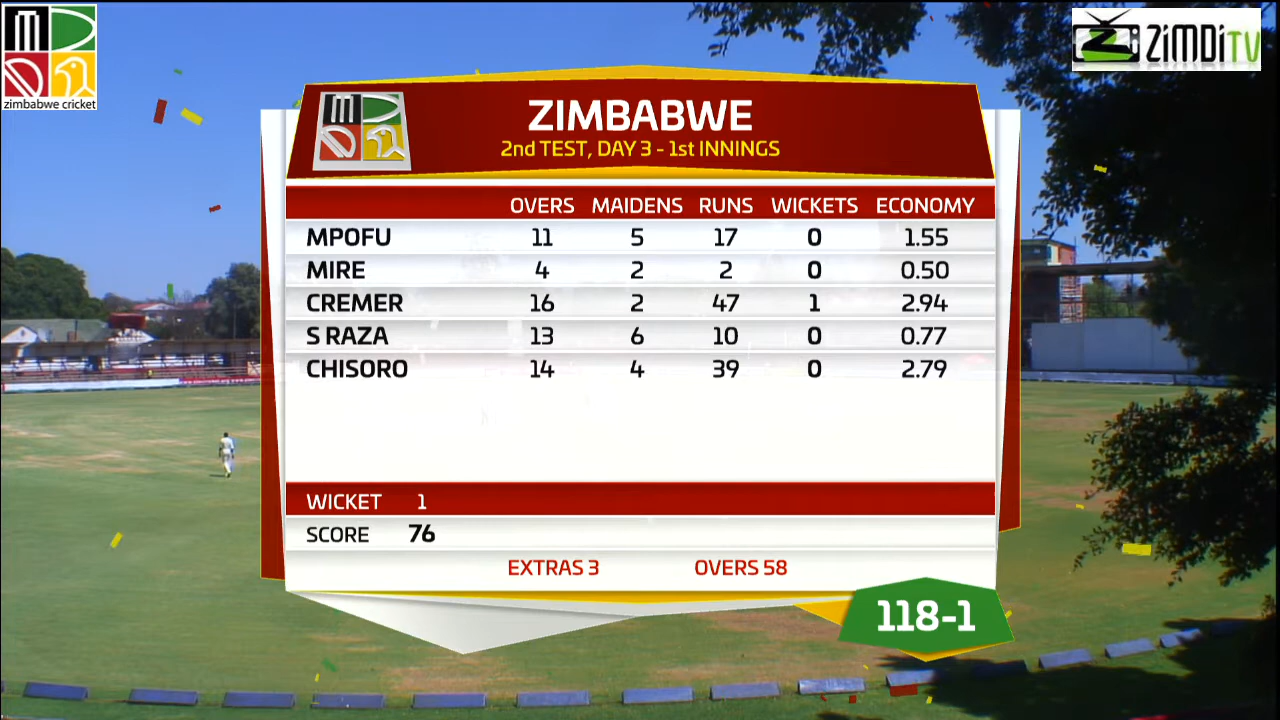 zimbabwe cricket
ZIMDITV
ZIMBABWE
2nd TEST, DAY 3 - 1st INNINGS
OVERS MAIDENS RUNS WICKETS ECONOMY
MPOFU 11 5 17 0 1.55
MIRE 4 2 2 0 0.50
CREMER 16 2 47 1 2.94
S RAZA 13 6 10 0 0.77
CHISORO 14 4 39 0 2.79
WICKET 1
SCORE 76
EXTRAS 3 OVERS 58
118-1